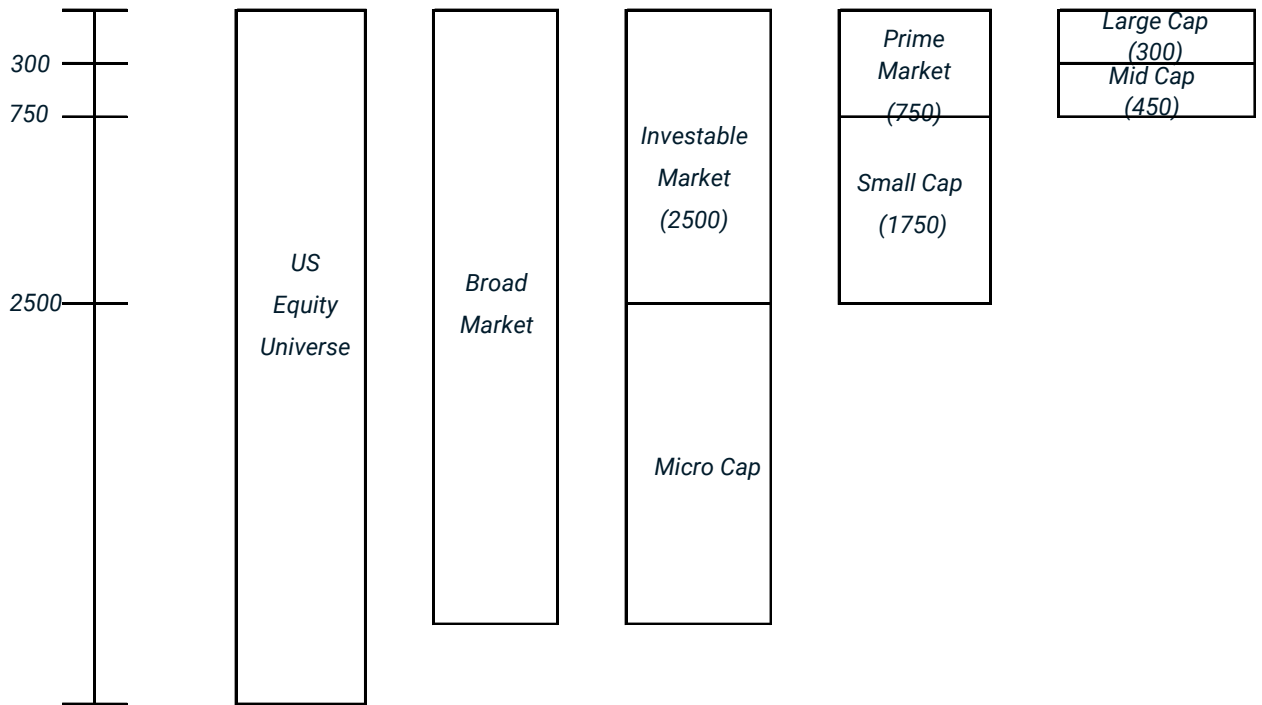 300
750
2500
US
Equity
Universe
Broad
Market
Investable
Market
(2500)
Micro Cap
Prime
Market
(750)
Small Cap
(1750)
Large Cap
(300)
Mid Cap
(450)